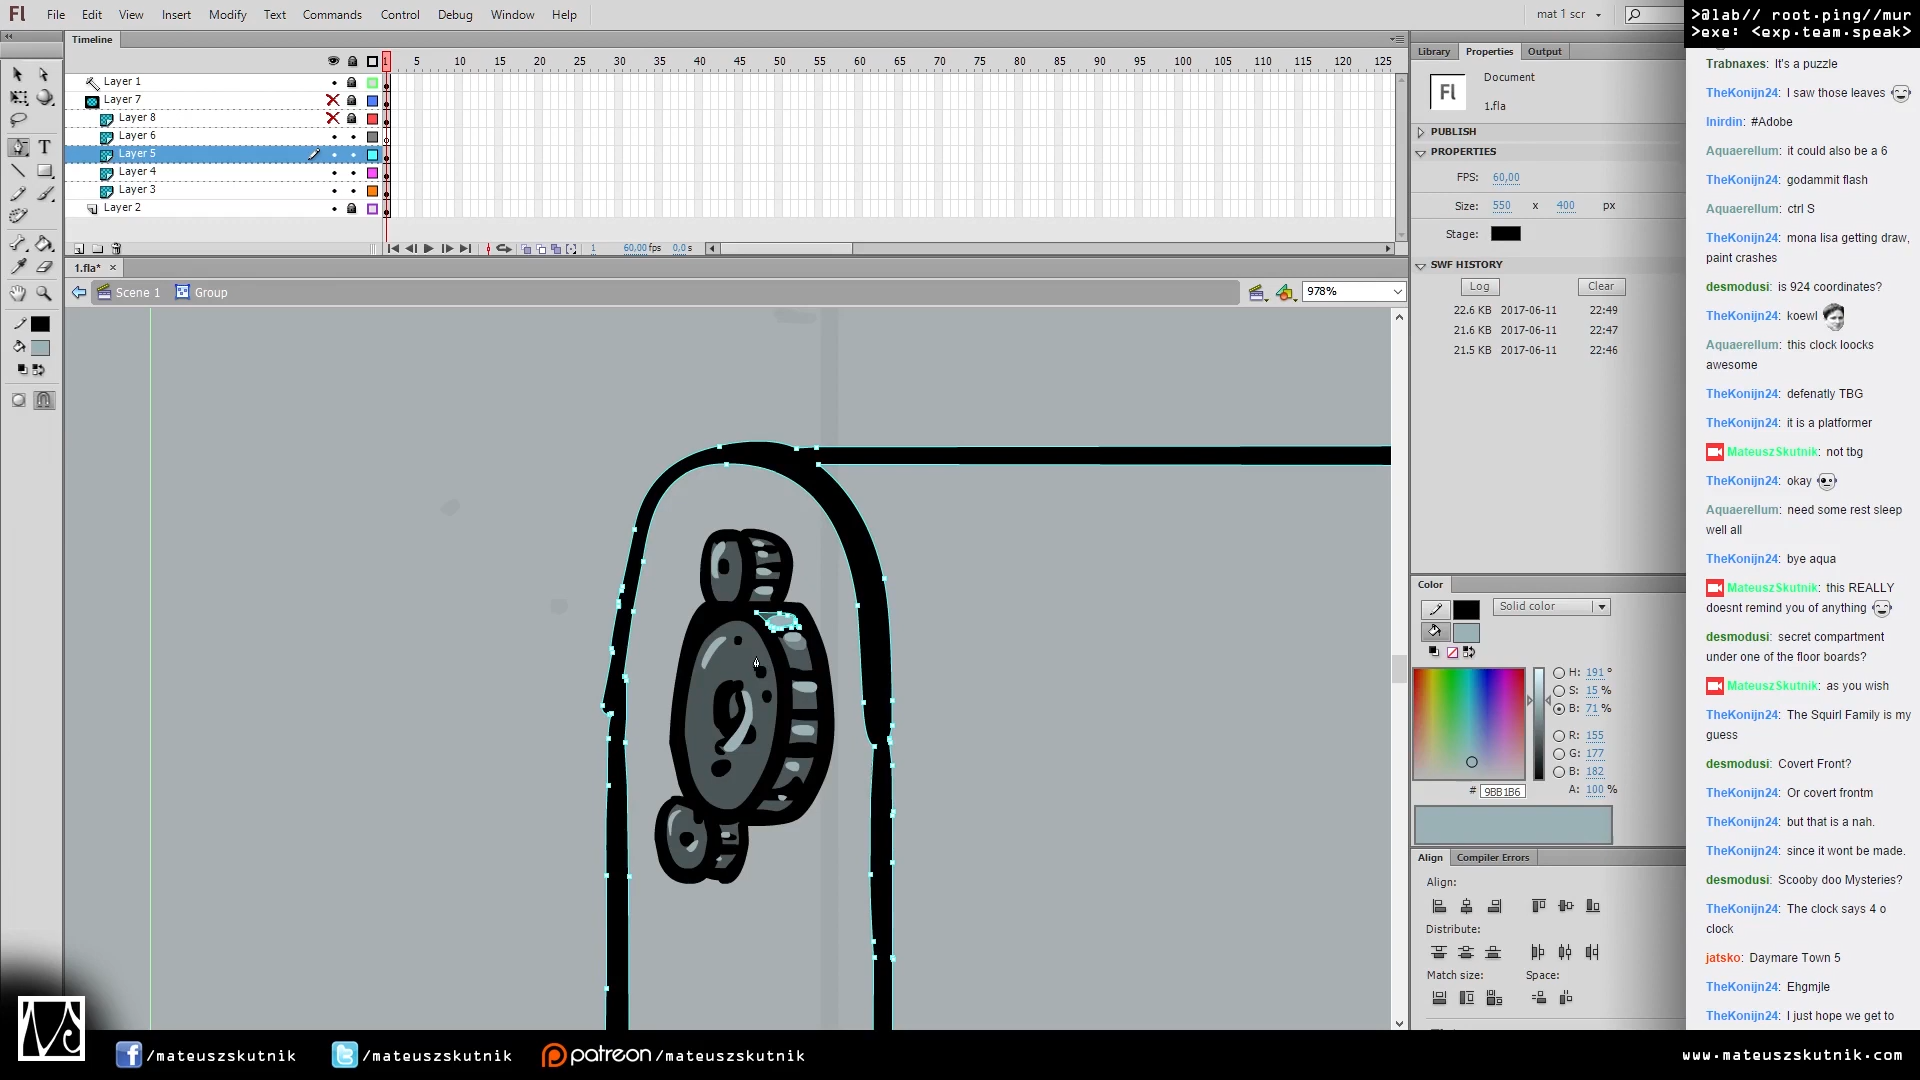 Fl File Edit View Insert Modify Text Commands Control Debug Window Help mat 1 scr
>@lab// root.ping//mur
>exe: <exp.team.speak>
Timeline
1 5 10 15 20 25 30 35 40 45 50 55 60 65 70 75 80 85 90 95 100 105 110 115 120 125
Layer 1
Layer 7
Layer 8
Layer 6
Layer 5
Layer 4
Layer 3
Layer 2
1 60,00 fps 0,0 s
1.fla* ×
Scene 1 Group 978%
T
Library Properties Output
Fl Document
1.fla
PUBLISH
PROPERTIES
FPS: 60,00
Size: 550 x 400 px
Stage:
SWF HISTORY
Log Clear
22.6 KB 2017-06-11 22:49
21.6 KB 2017-06-11 22:47
21.5 KB 2017-06-11 22:46
Color
Solid color
H: 191 °
S: 15 %
B: 71 %
R: 155
G: 177
B: 182
# 9BB1B6 A: 100 %
Align Compiler Errors
Align:
Distribute:
Match size: Space:
Trabnaxes: It's a puzzle
TheKonijn24: I saw those leaves
Inirdin: #Adobe
Aquaerellum: it could also be a 6
TheKonijn24: godammit flash
Aquaerellum: ctrl S
TheKonijn24: mona lisa getting draw,
paint crashes
desmodusi: is 924 coordinates?
TheKonijn24: koewl
Aquaerellum: this clock loocks
awesome
TheKonijn24: defenatly TBG
TheKonijn24: it is a platformer
MateuszSkutnik: not tbg
TheKonijn24: okay
Aquaerellum: need some rest sleep
well all
TheKonijn24: bye aqua
MateuszSkutnik: this REALLY
doesnt remind you of anything
desmodusi: secret compartment
under one of the floor boards?
MateuszSkutnik: as you wish
TheKonijn24: The Squirl Family is my
guess
desmodusi: Covert Front?
TheKonijn24: Or covert frontm
TheKonijn24: but that is a nah.
TheKonijn24: since it wont be made.
desmodusi: Scooby doo Mysteries?
TheKonijn24: The clock says 4 o
clock
jatsko: Daymare Town 5
TheKonijn24: Ehgmjle
TheKonijn24: I just hope we get to
/mateuszskutnik /mateuszskutnik patreon/mateuszskutnik www.mateuszskutnik.com